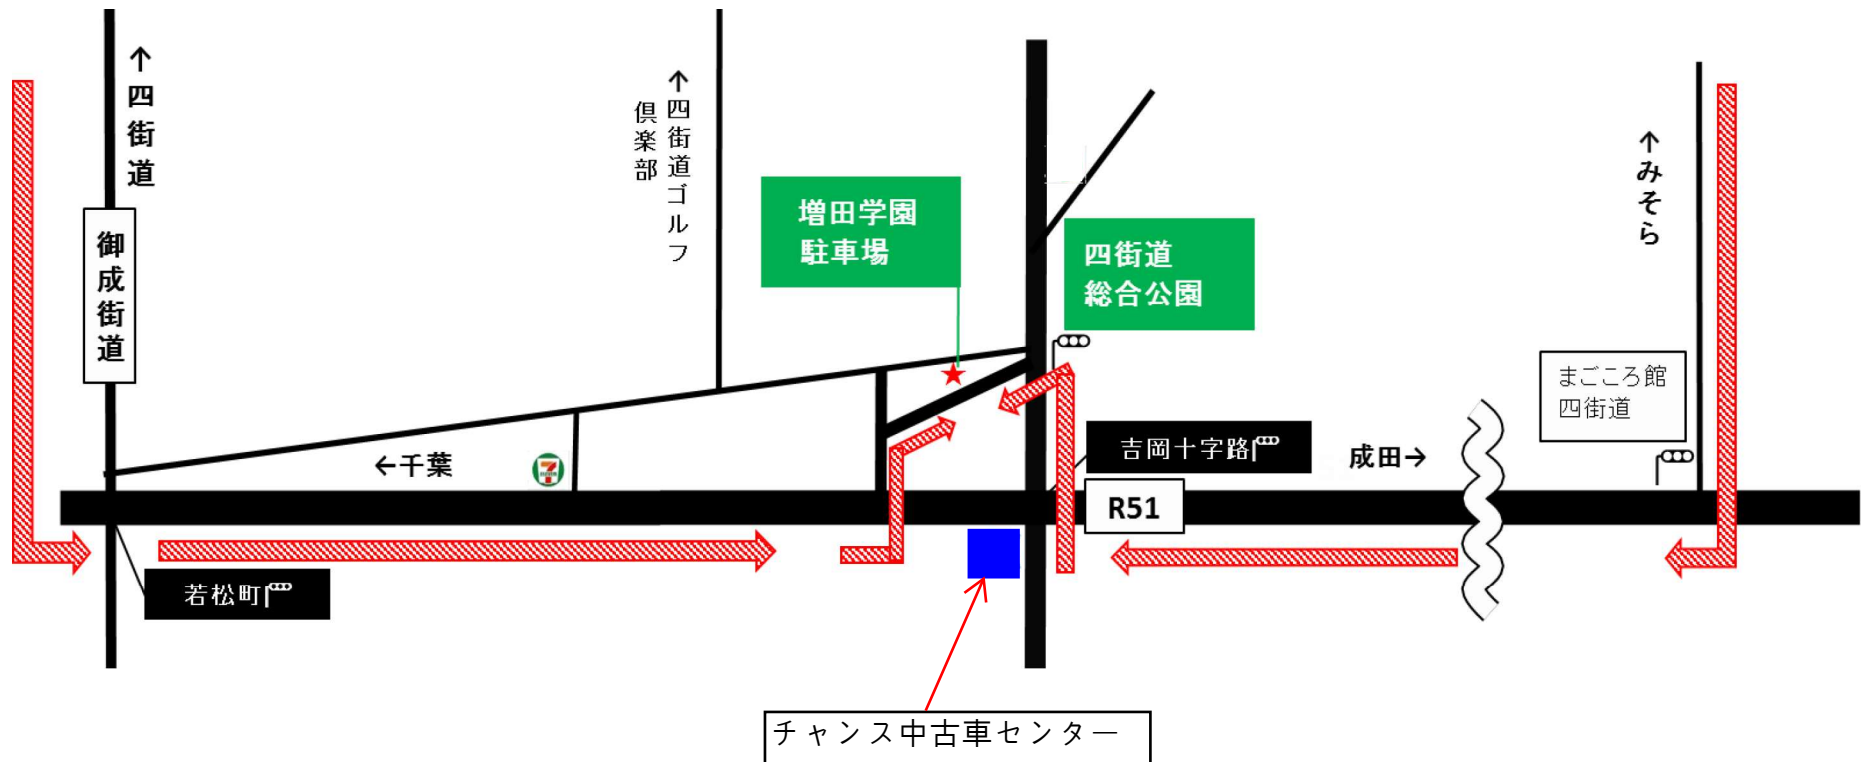 ↑四街道
御成街道
↑四街道ゴルフ
倶楽部
増田学園
駐車場
四街道
総合公園
↑みそら
まごころ館
四街道
←千葉
7
吉岡十字路
成田→
R51
若松町
チャンス中古車センター